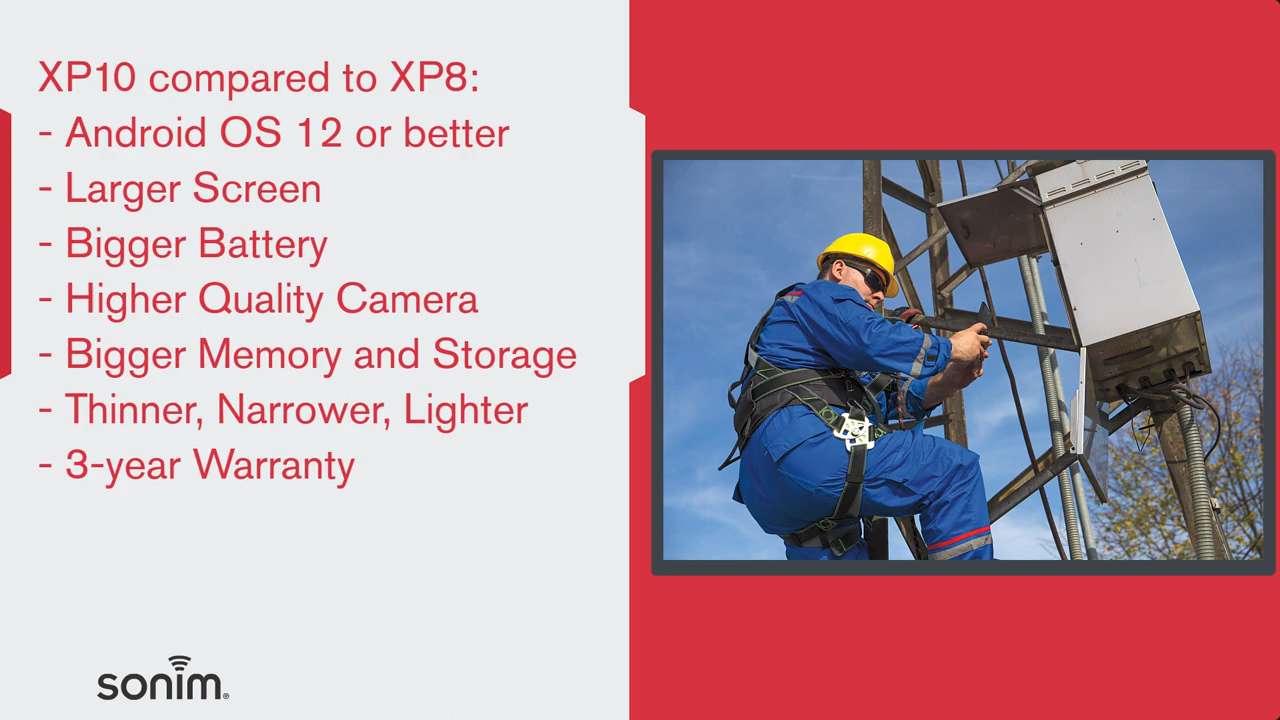 XP10 compared to XP8:
- Android OS 12 or better
- Larger Screen
- Bigger Battery
- Higher Quality Camera
- Bigger Memory and Storage
- Thinner, Narrower, Lighter
- 3-year Warranty
sonim®